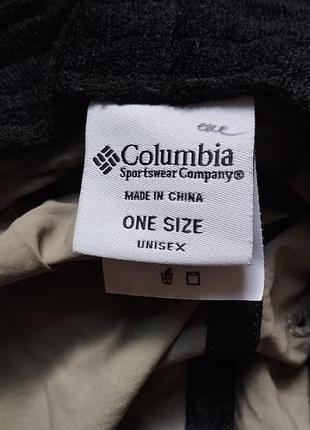 Columbia
Sportswear Company®
MADE IN CHINA
ONE SIZE
UNISEX